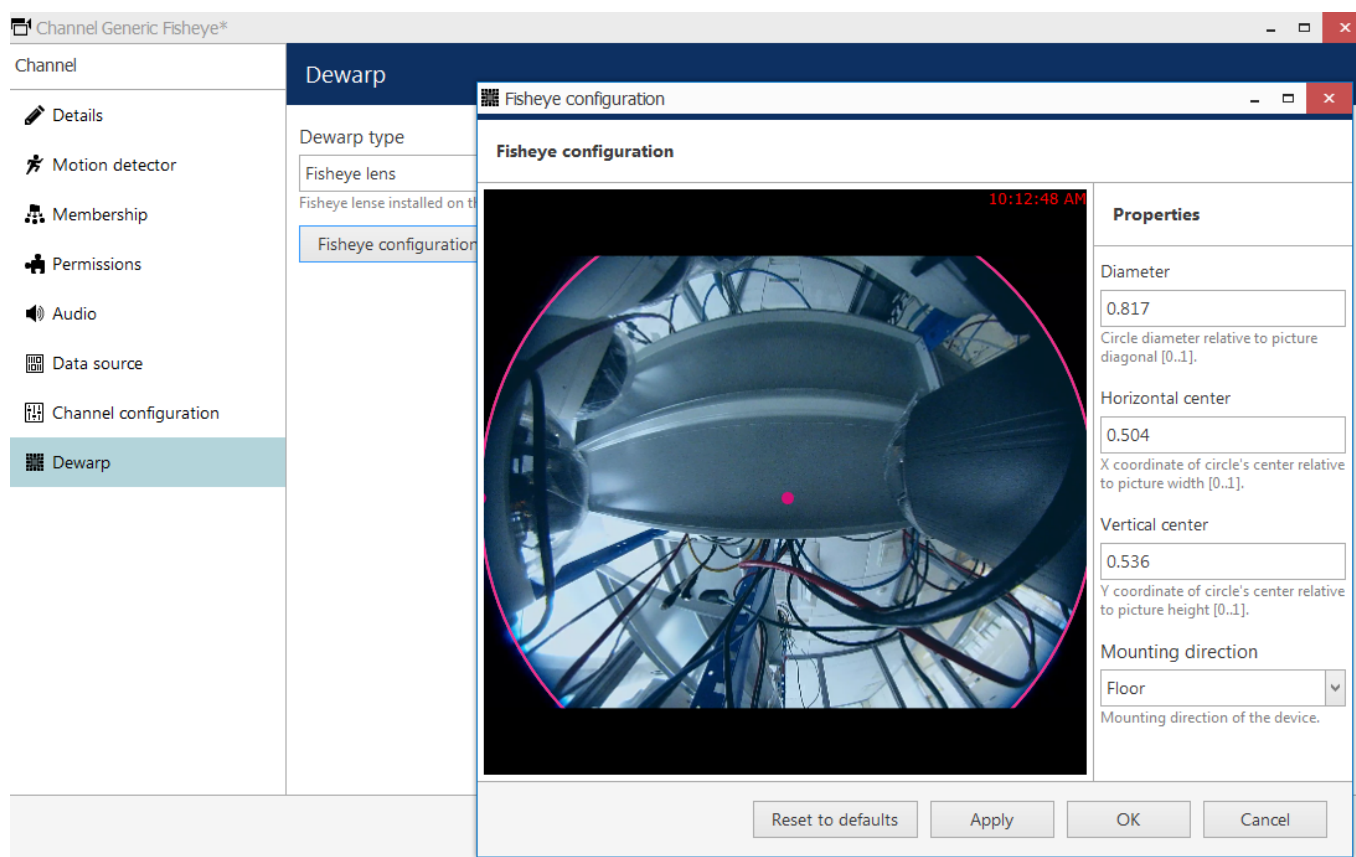 Channel Generic Fisheye*
Channel
Details
Motion detector
Membership
Permissions
Audio
Data source
Channel configuration
Dewarp
Dewarp
Dewarp type
Fisheye lens
Fisheye lense installed on
Fisheye configuration
Fisheye configuration
Fisheye configuration
10:12:48 AM
Properties
Diameter
0.817
Circle diameter relative to picture
diagonal [0..1].
Horizontal center
0.504
X coordinate of circle's center relative
to picture width [0..1].
Vertical center
0.536
Y coordinate of circle's center relative
to picture height [0..1].
Mounting direction
Floor
Mounting direction of the device.
Reset to defaults
Apply
OK
Cancel